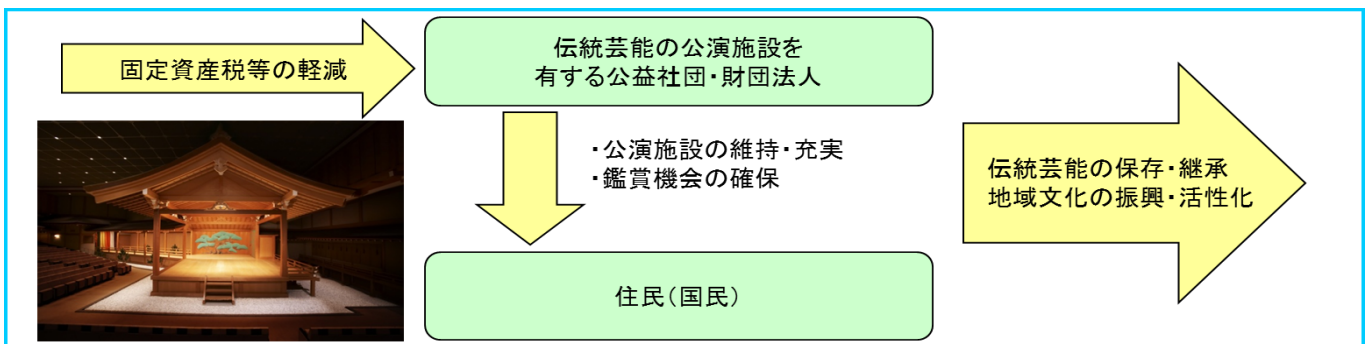 固定資産税等の軽減
伝統芸能の公演施設を
有する公益社団・財団法人
・公演施設の維持・充実
・鑑賞機会の確保
伝統芸能の保存・継承
地域文化の振興・活性化
住民（国民）